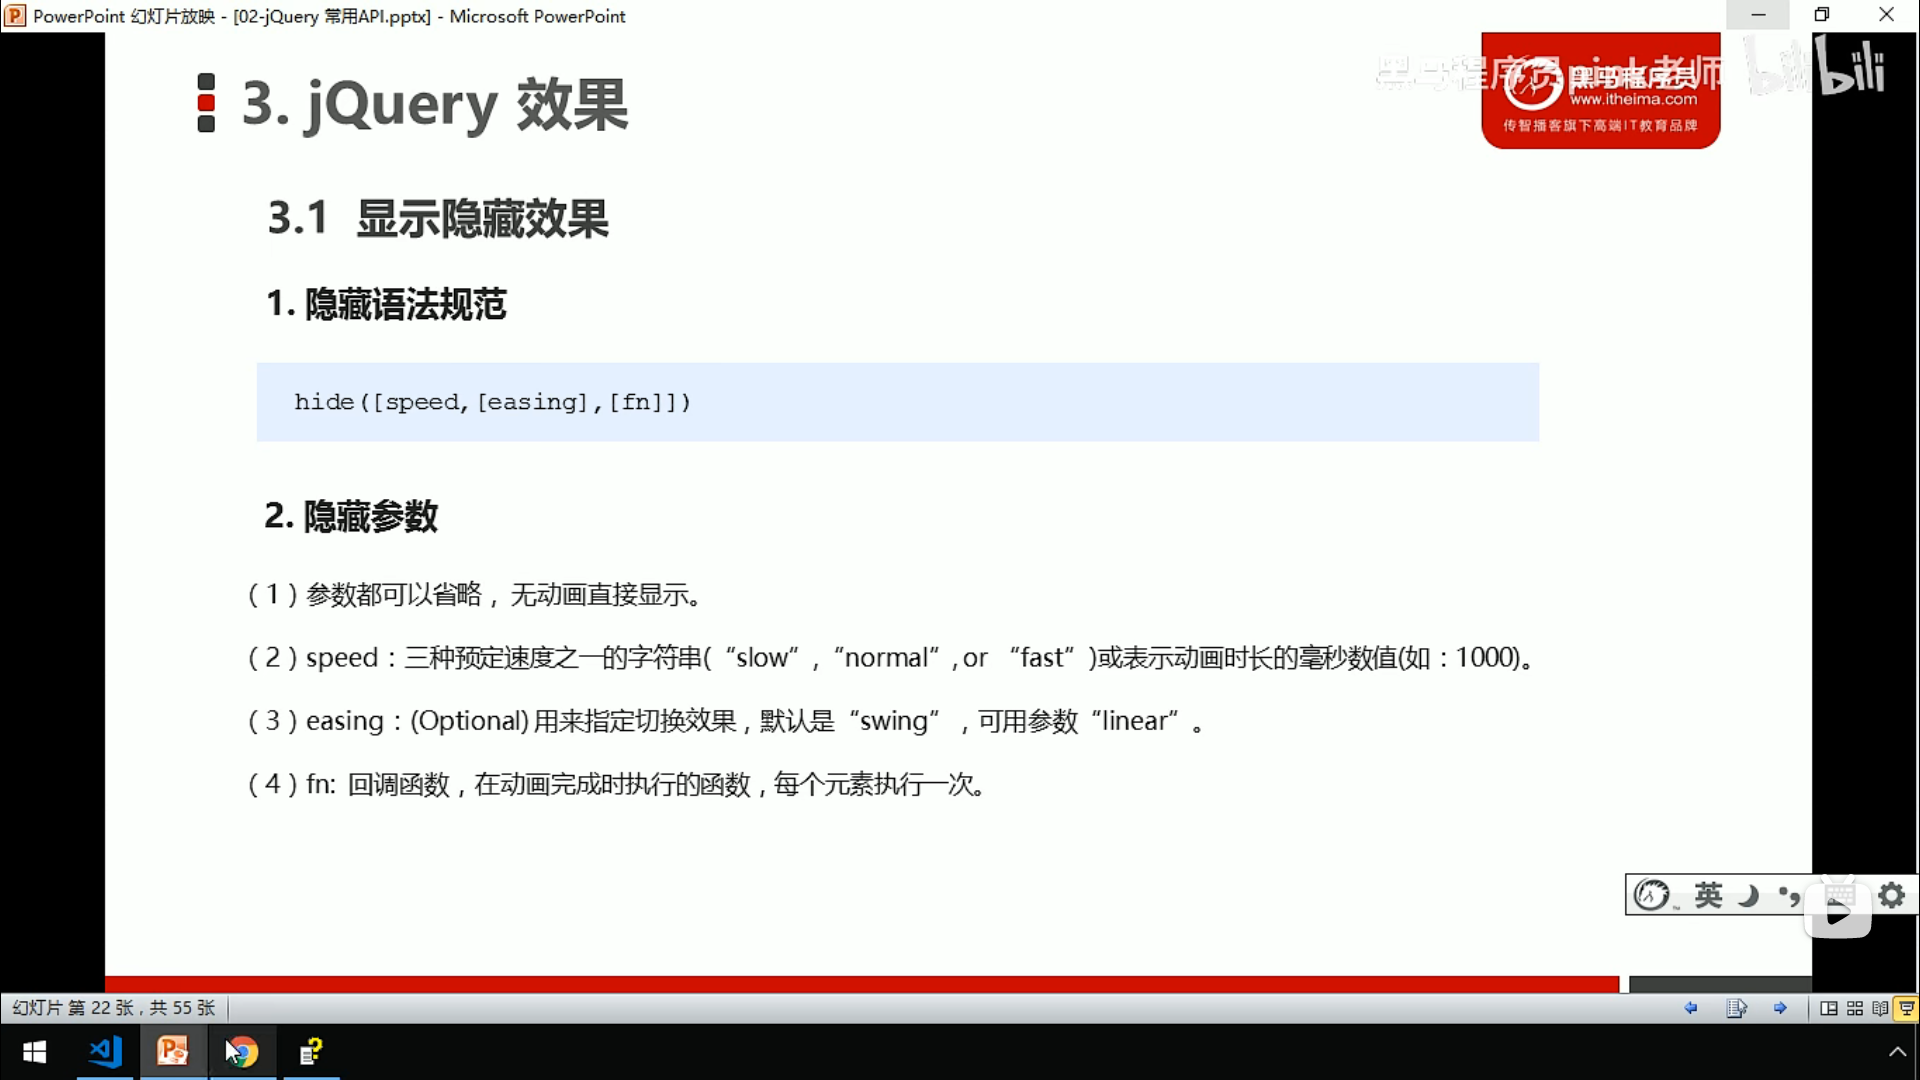 PowerPoint 幻灯片放映 - [02-jQuery 常用API.pptx] - Microsoft PowerPoint
黑马程序员pink老师
bilibili
www.itheima.com
传智播客旗下高端IT教育品牌
3. jQuery 效果
3.1 显示隐藏效果
1. 隐藏语法规范
hide([speed,[easing],[fn]])
2. 隐藏参数
（1）参数都可以省略， 无动画直接显示。
（2）speed：三种预定速度之一的字符串(“slow”,“normal”, or “fast”)或表示动画时长的毫秒数值(如：1000)。
（3）easing：(Optional) 用来指定切换效果，默认是“swing”，可用参数“linear”。
（4）fn: 回调函数，在动画完成时执行的函数，每个元素执行一次。
英
幻灯片 第 22 张，共 55 张